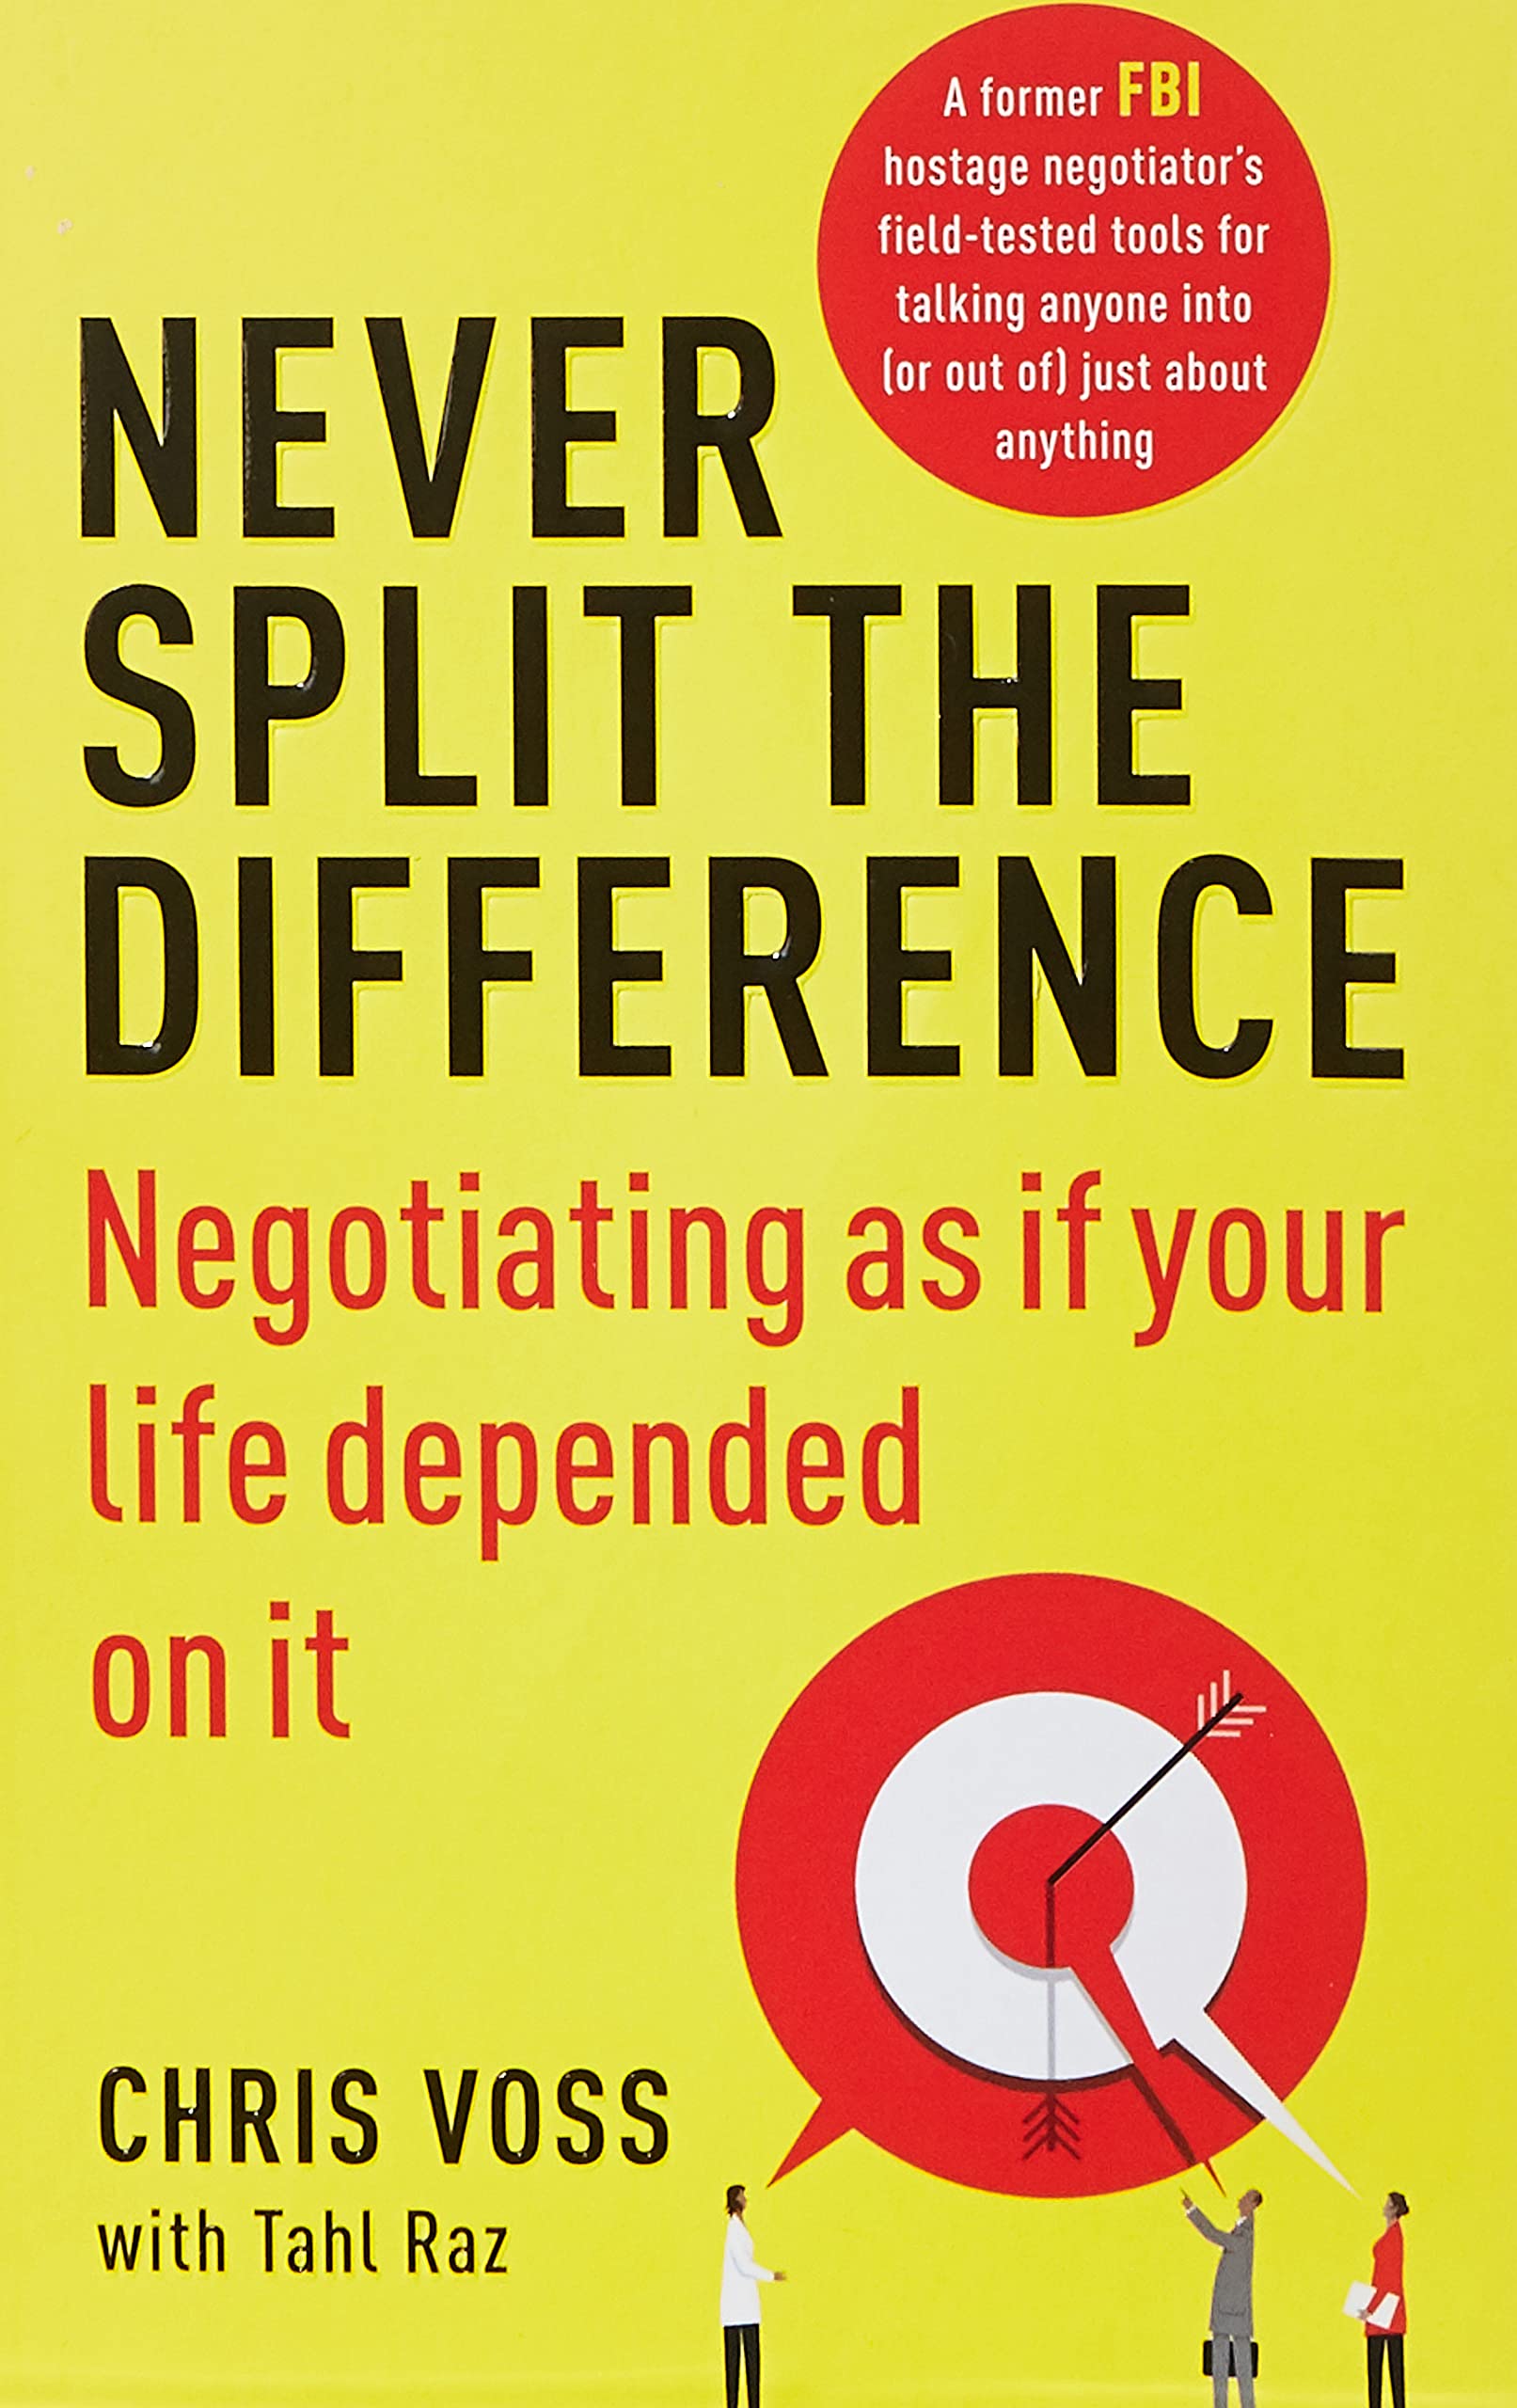 A former FBI
hostage negotiator's
field-tested tools for
talking anyone into
(or out of) just about
anything
NEVER
SPLIT THE
DIFFERENCE
Negotiating as if your
life depended
on it
CHRIS VOSS
with Tahl Raz